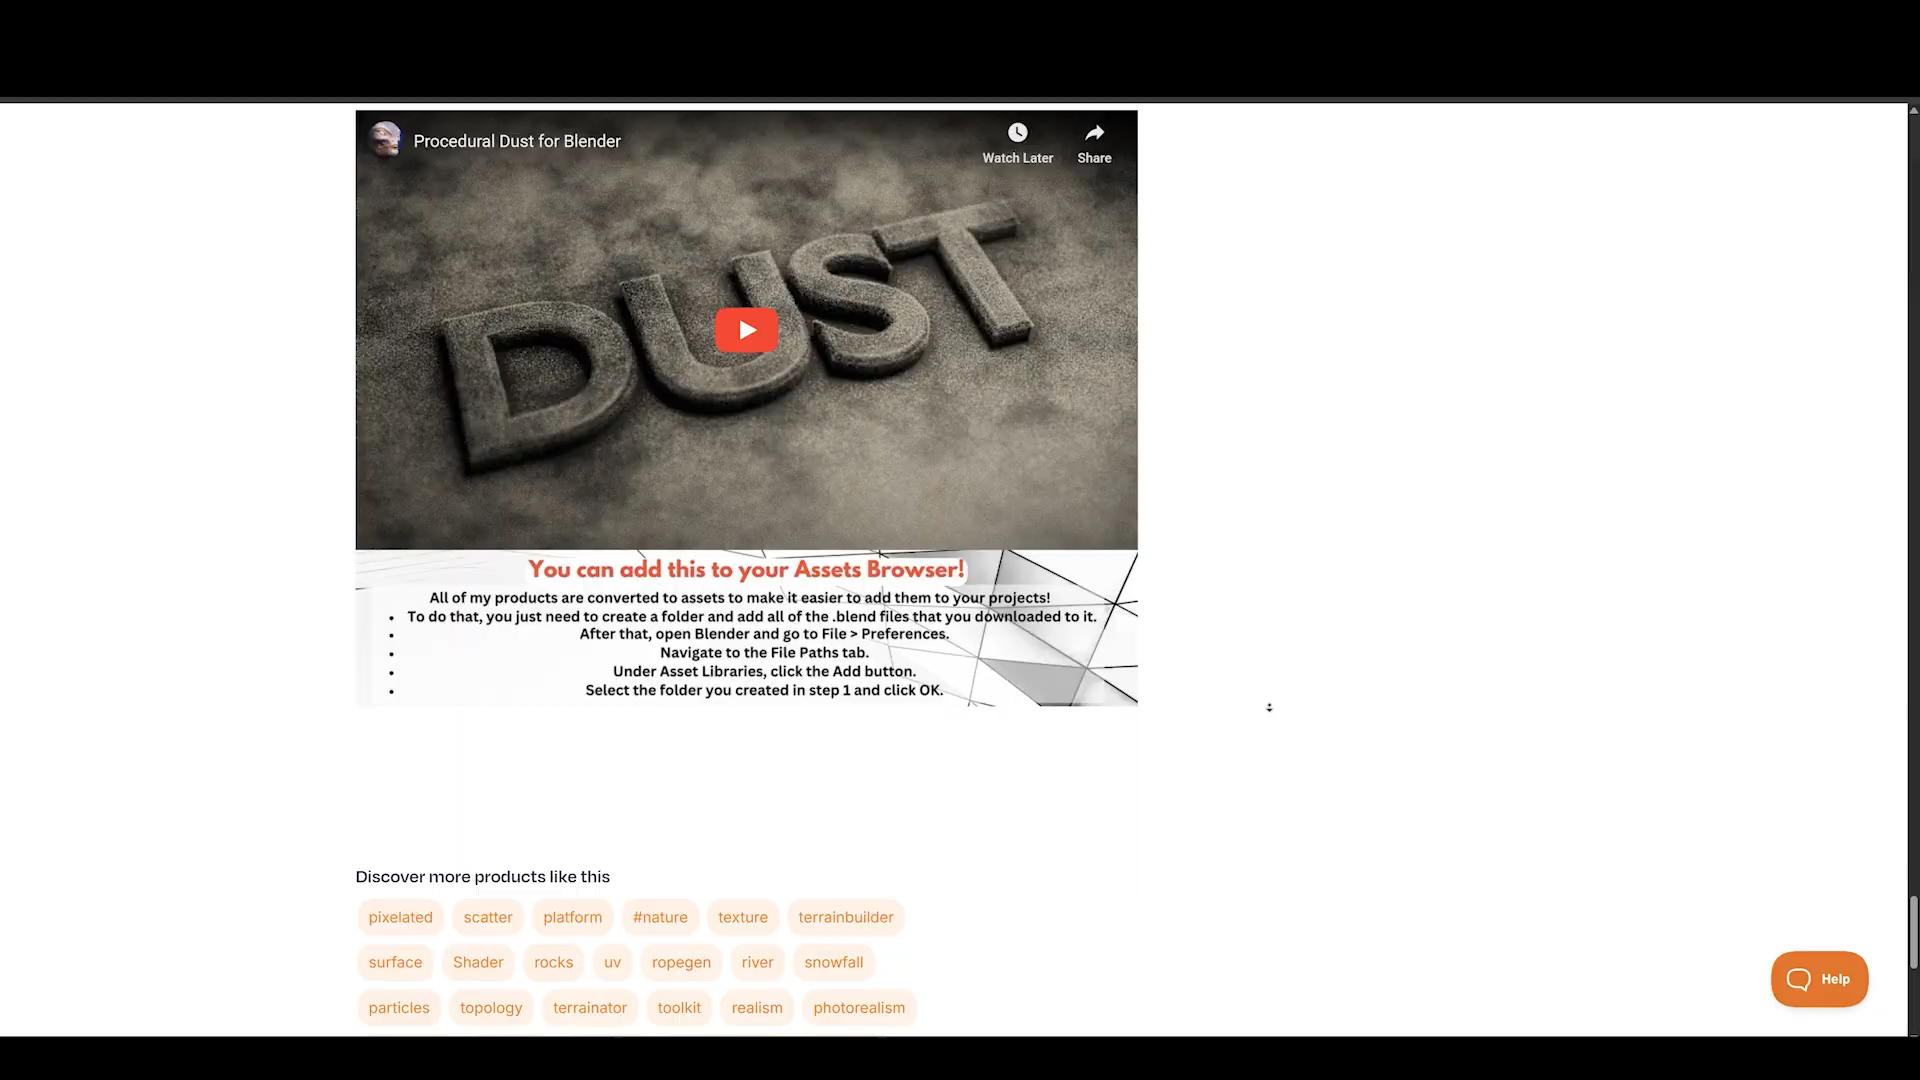 Procedural Dust for Blender
Watch Later
Share
DUST
You can add this to your Assets Browser!
All of my products are converted to assets to make it easier to add them to your projects!
• To do that, you just need to create a folder and add all of the .blend files that you downloaded to it.
• After that, open Blender and go to File > Preferences.
• Navigate to the File Paths tab.
• Under Asset Libraries, click the Add button.
• Select the folder you created in step 1 and click OK.
Discover more products like this
pixelated scatter platform #nature texture terrainbuilder
surface Shader rocks uv ropegen river snowfall
particles topology terrainator toolkit realism photorealism
Help